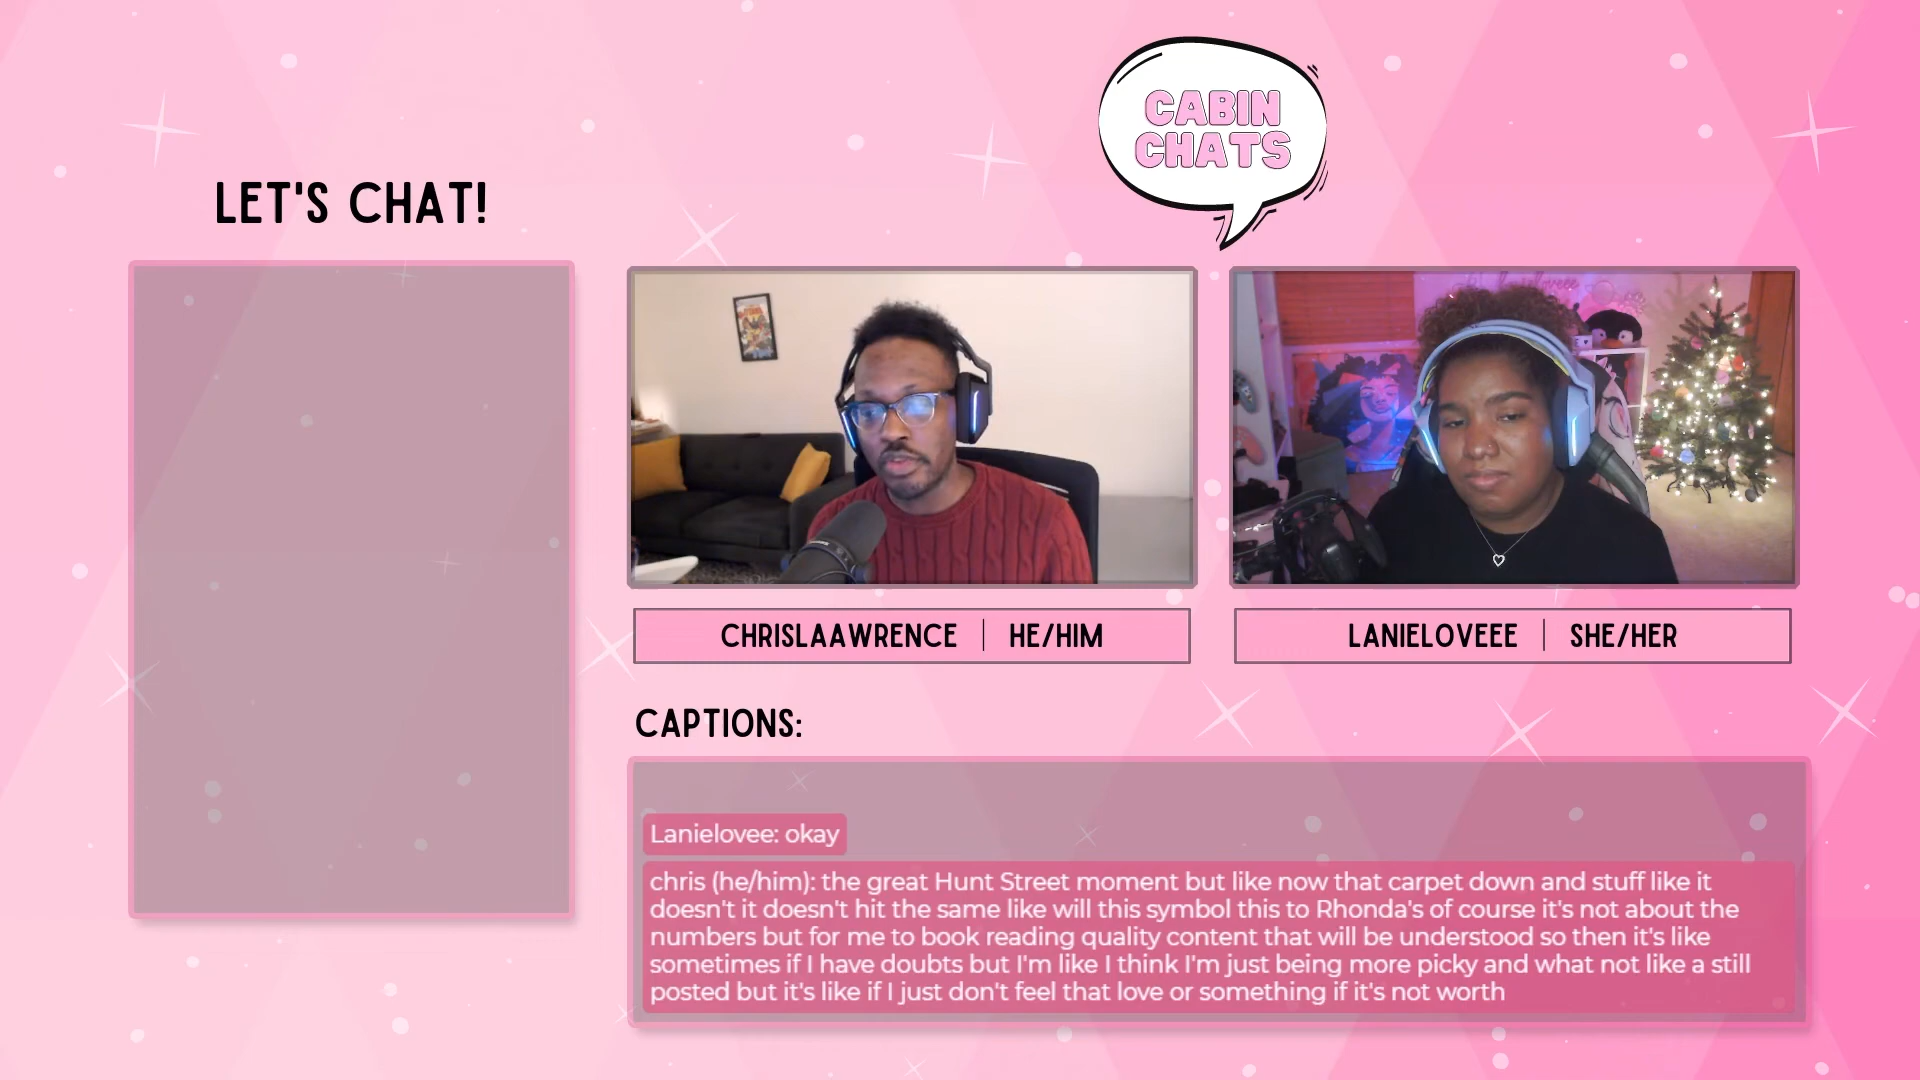 CABIN
CHATS
LET'S CHAT!
CHRISLAAWRENCE | HE/HIM
LANIELOVEEE | SHE/HER
CAPTIONS:
Lanielovee: okay
chris (he/him): the great Hunt Street moment but like now that carpet down and stuff like it
doesn't it doesn't hit the same like will this symbol this to Rhonda's of course it's not about the
numbers but for me to book reading quality content that will be understood so then it's like
sometimes if I have doubts but I'm like I think I'm just being more picky and what not like a still
posted but it's like if I just don't feel that love or something if it's not worth